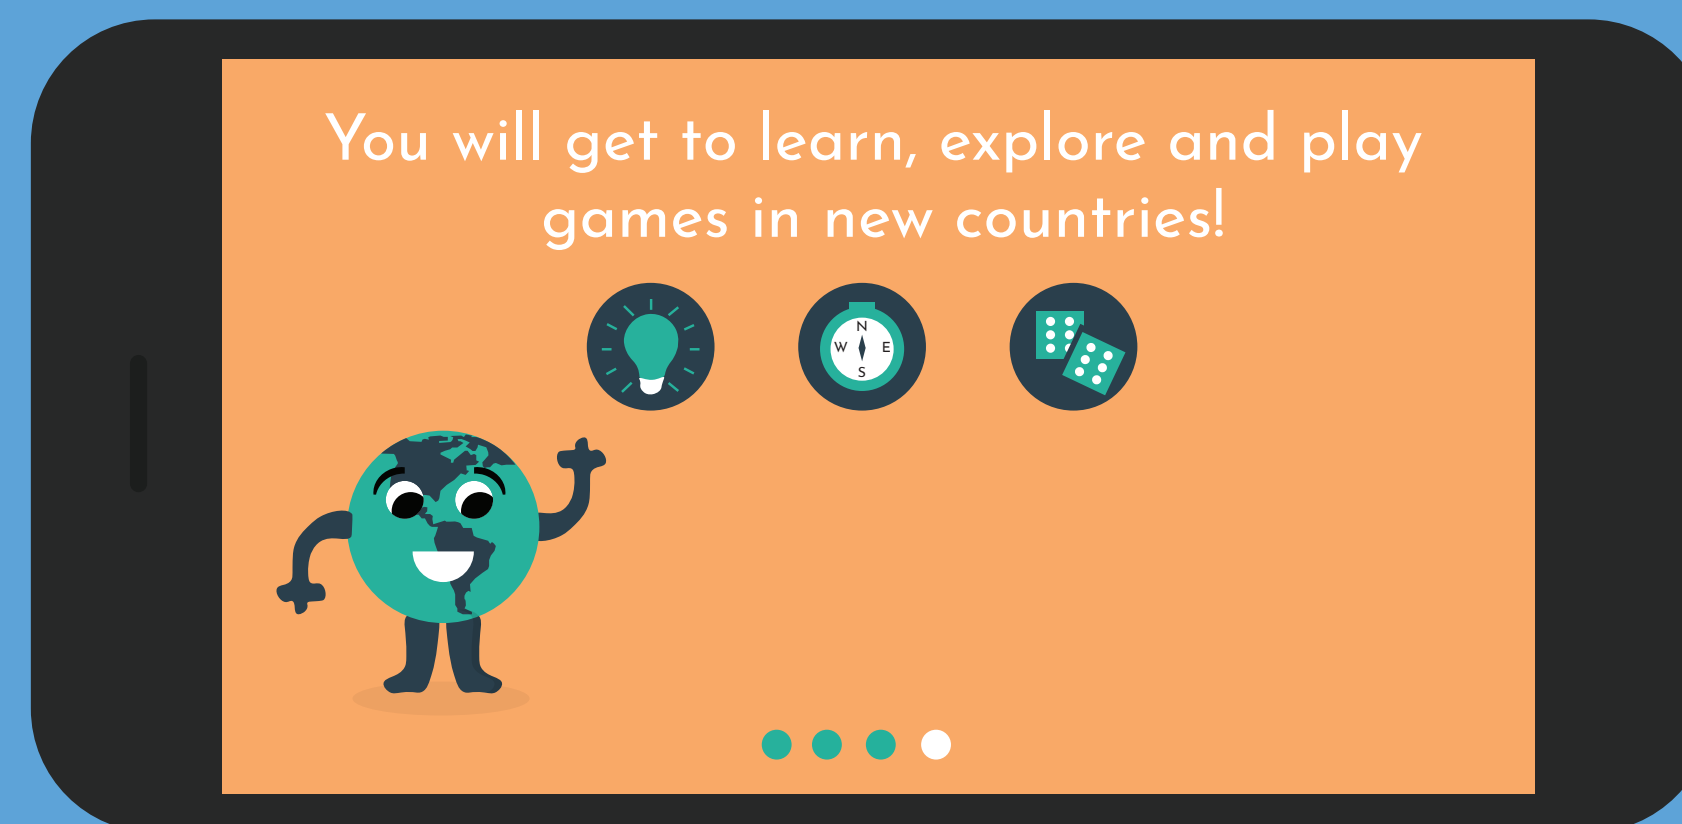 You will get to learn, explore and play
games in new countries!
N
W E
S